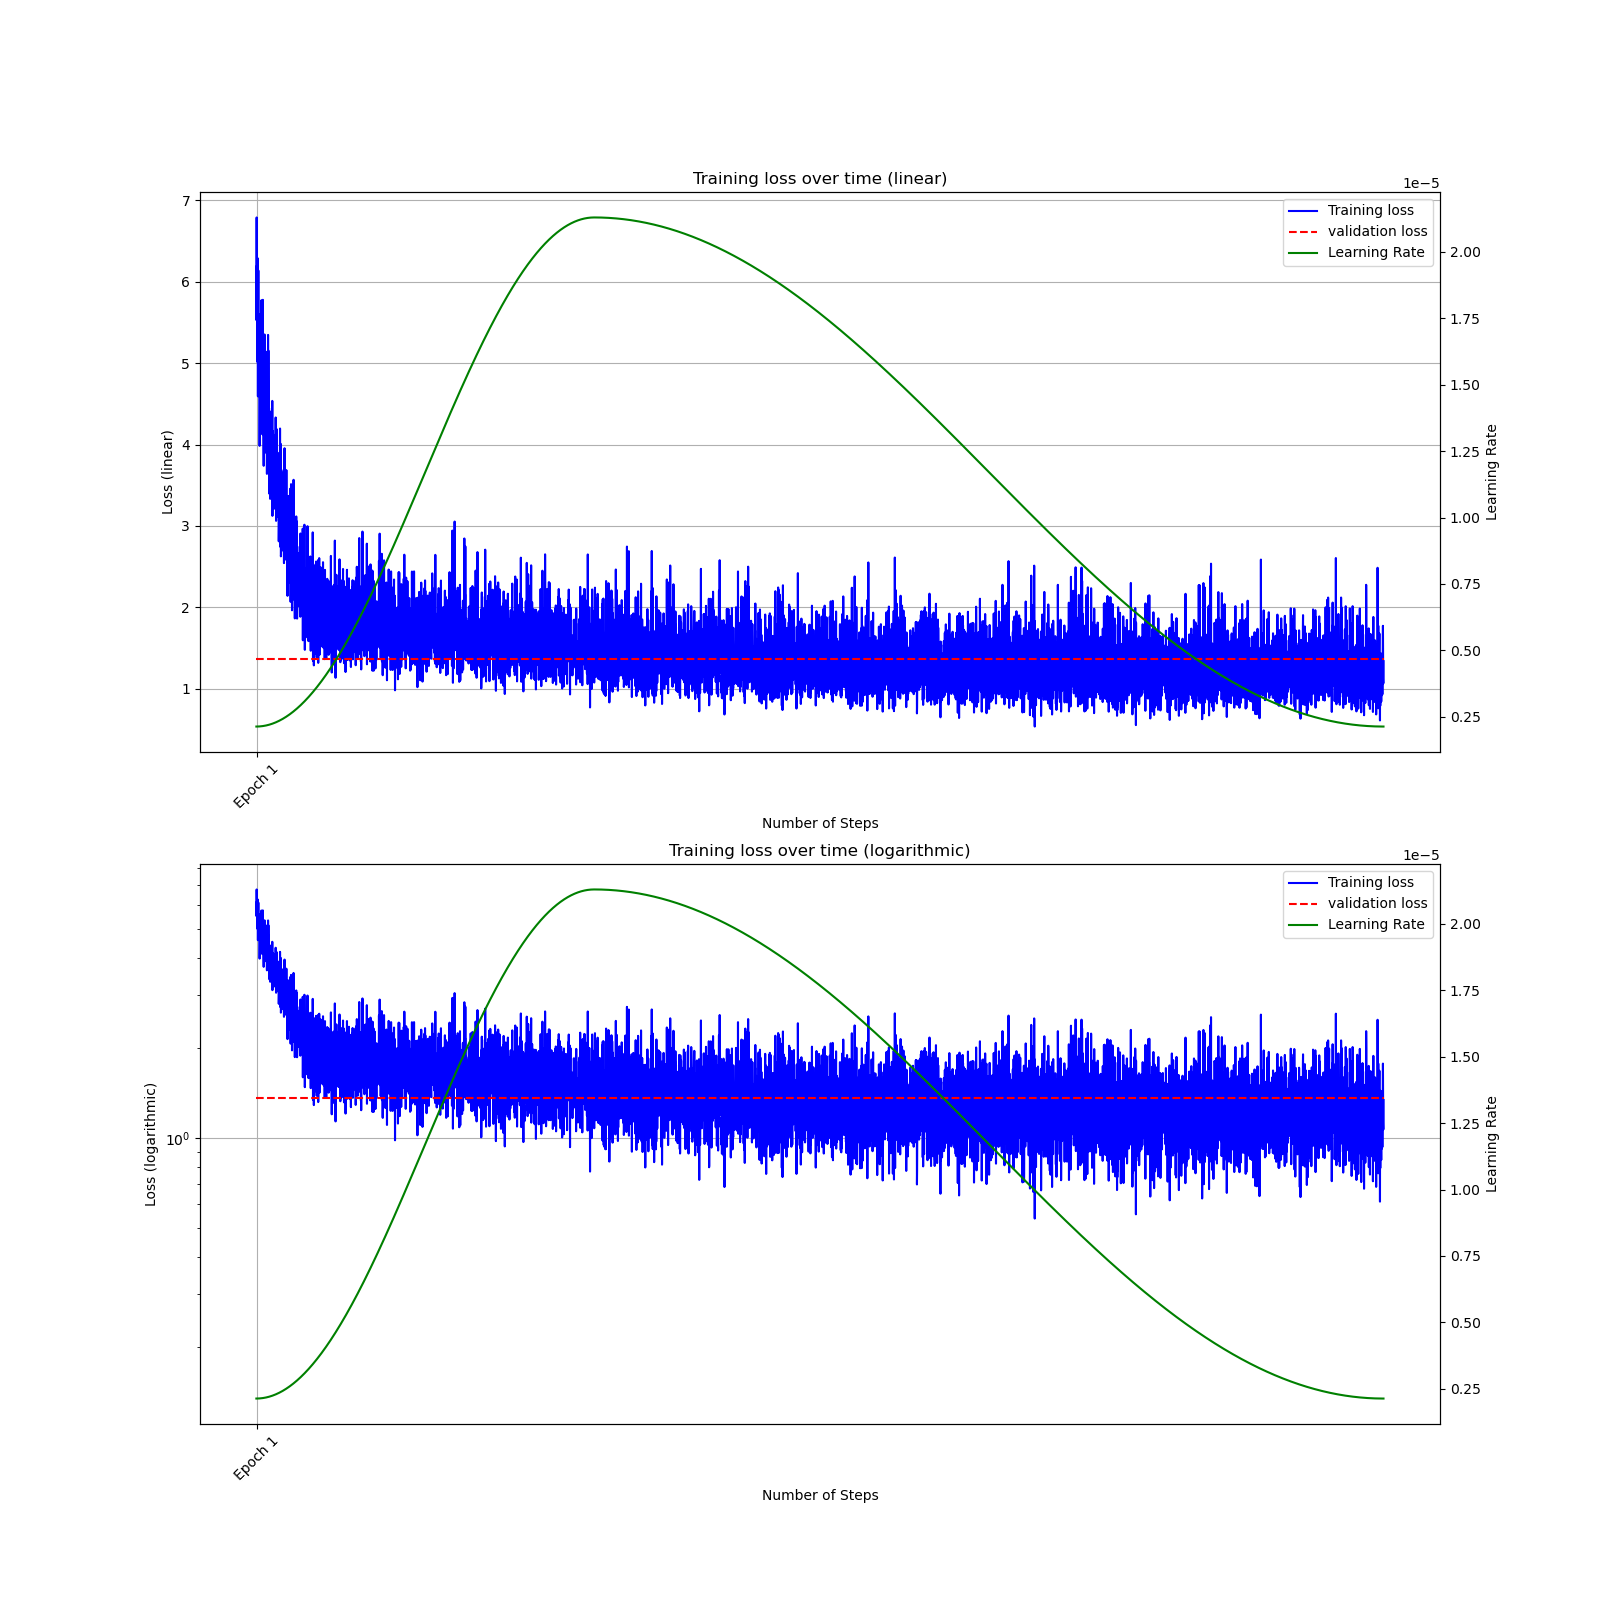 Training loss over time (linear)
1e−5
7
6
5
4
3
2
1
Loss (linear)
Training loss
validation loss
Learning Rate
2.00
1.75
1.50
1.25
1.00
0.75
0.50
0.25
Learning Rate
Epoch 1
Number of Steps
Training loss over time (logarithmic)
1e−5
10⁰
Loss (logarithmic)
Training loss
validation loss
Learning Rate
2.00
1.75
1.50
1.25
1.00
0.75
0.50
0.25
Learning Rate
Epoch 1
Number of Steps